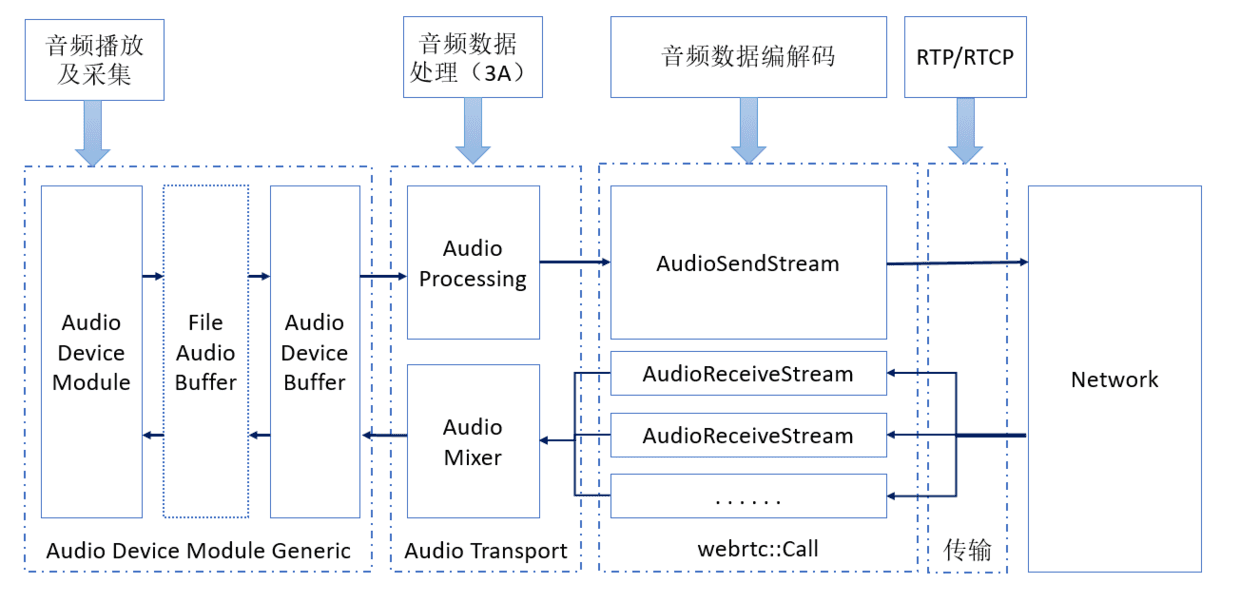 音频播放
及采集
音频数据
处理（3A）
音频数据编解码
RTP/RTCP
Audio
Device
Module
File
Audio
Buffer
Audio
Device
Buffer
Audio
Processing
Audio
Mixer
AudioSendStream
AudioReceiveStream
AudioReceiveStream
......
Network
Audio Device Module Generic
Audio Transport
webrtc::Call
传输